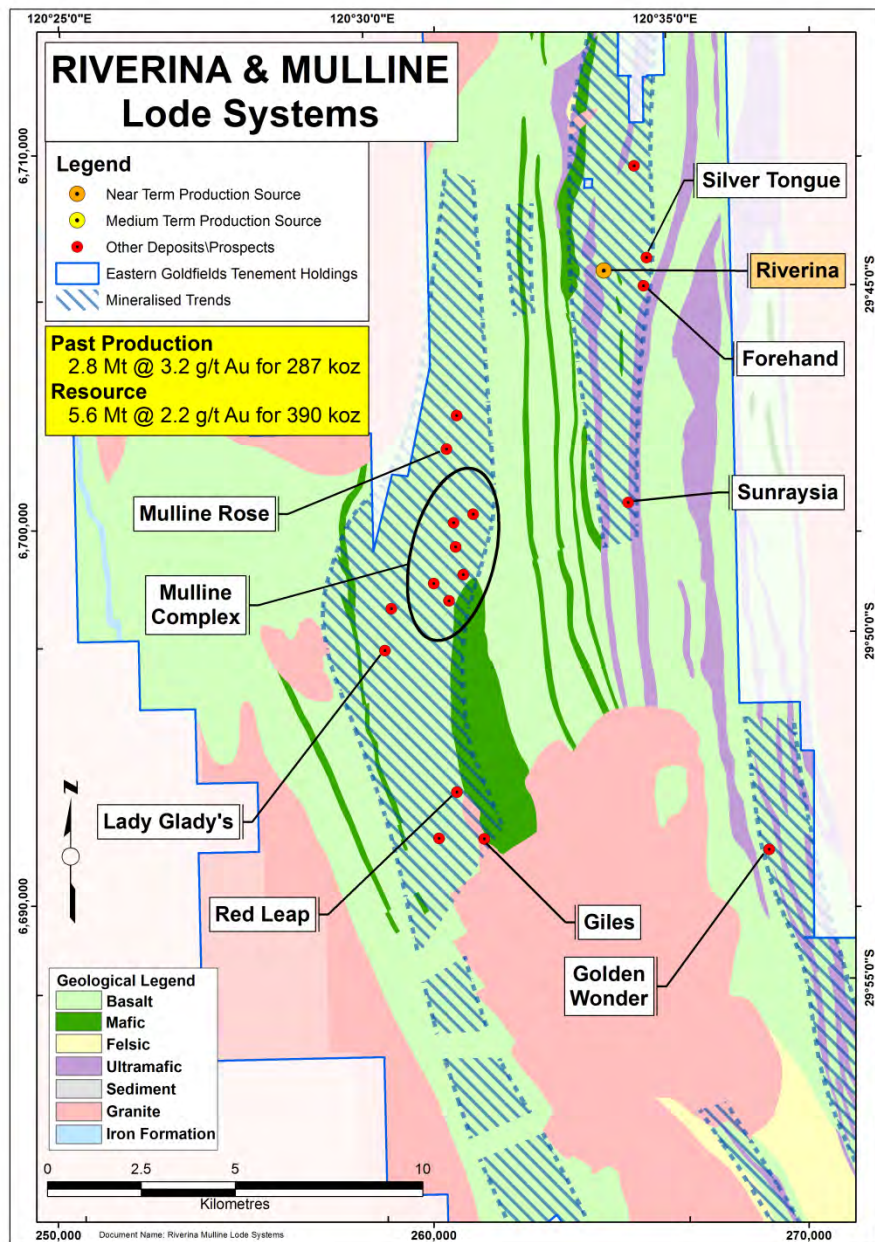 120°25'0"E
120°30'0"E
120°35'0"E
RIVERINA & MULLINE
Lode Systems
Legend
Near Term Production Source
Medium Term Production Source
Other Deposits\Prospects
Eastern Goldfields Tenement Holdings
Mineralised Trends
Past Production
2.8 Mt @ 3.2 g/t Au for 287 koz
Resource
5.6 Mt @ 2.2 g/t Au for 390 koz
6,710,000
6,700,000
6,690,000
Silver Tongue
Riverina
Forehand
Sunraysia
Mulline Rose
Mulline
Complex
Lady Glady's
Red Leap
Giles
Golden
Wonder
29°45'0"S
29°50'0"S
29°55'0"S
N
Geological Legend
Basalt
Mafic
Felsic
Ultramafic
Sediment
Granite
Iron Formation
0 2.5 5 10
Kilometres
250,000
Document Name: Riverina Mulline Lode Systems
260,000
270,000